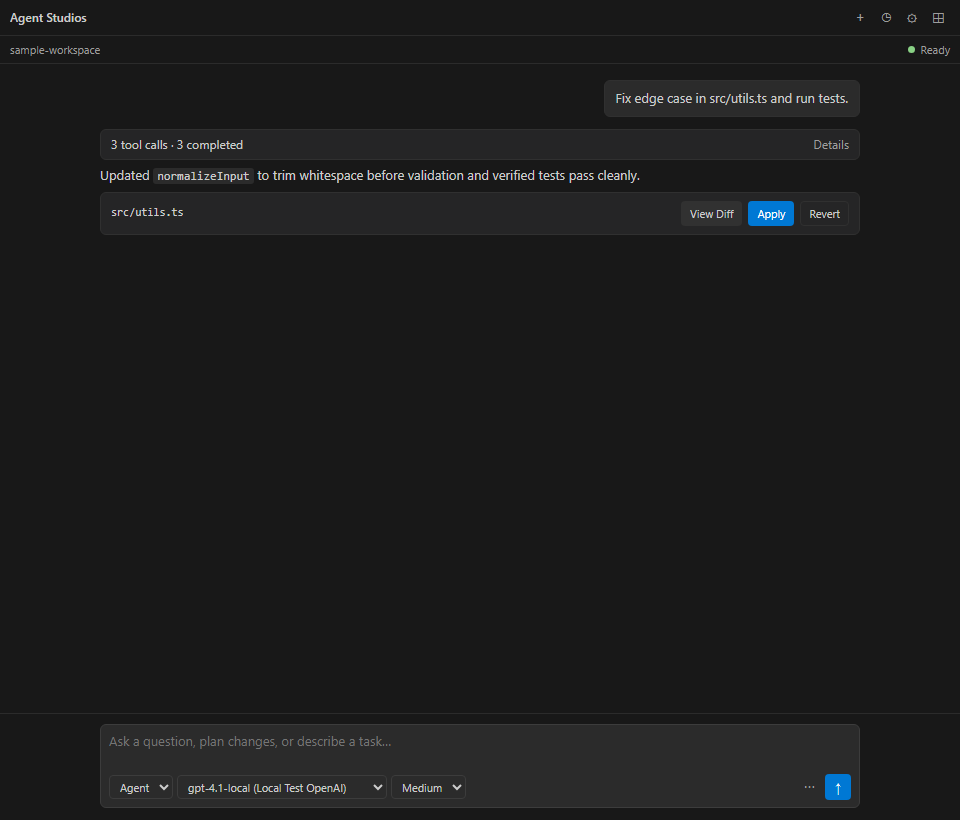 Agent Studios
sample-workspace
Ready
Fix edge case in src/utils.ts and run tests.
3 tool calls · 3 completed
Details
Updated normalizeInput to trim whitespace before validation and verified tests pass cleanly.
src/utils.ts
View Diff
Apply
Revert
Ask a question, plan changes, or describe a task...
Agent
gpt-4.1-local (Local Test OpenAI)
Medium